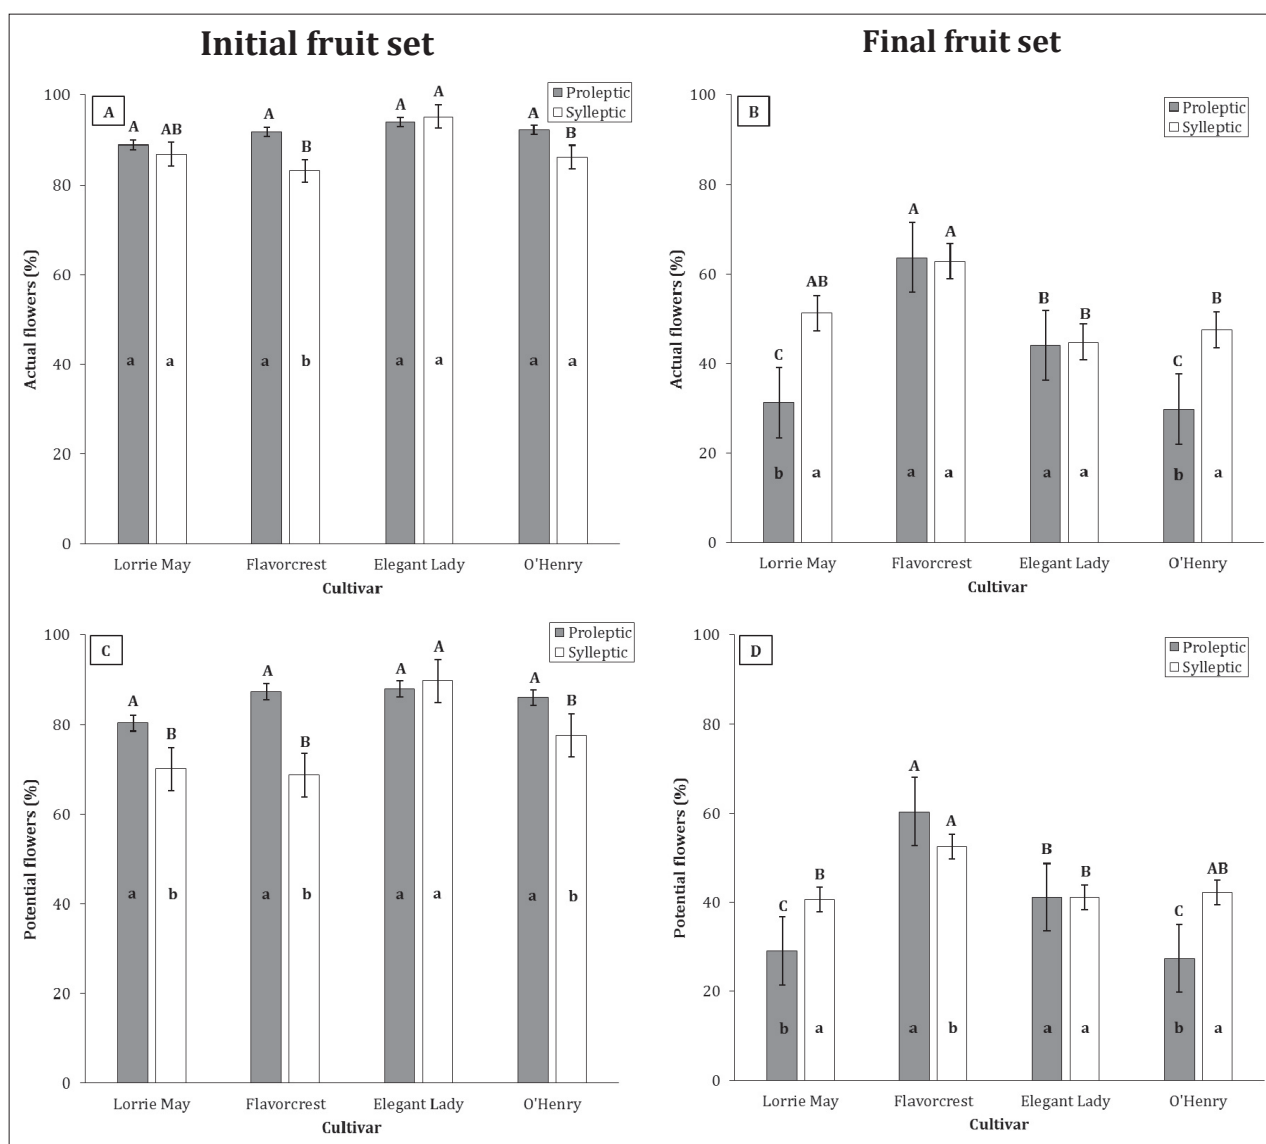 Initial fruit set
Final fruit set
A
Proleptic
Sylleptic
Actual flowers (%)
100
80
60
40
20
0
A AB A B A A A B
a a a b a a a a
Lorrie May Flavorcrest Elegant Lady O'Henry
Cultivar
B
Proleptic
Sylleptic
Actual flowers (%)
100
80
60
40
20
0
C AB A A B B C B
b a a a a a b a
Lorrie May Flavorcrest Elegant Lady O'Henry
Cultivar
C
Proleptic
Sylleptic
Potential flowers (%)
100
80
60
40
20
0
A B A B A A A B
a b a b a a a b
Lorrie May Flavorcrest Elegant Lady O'Henry
Cultivar
D
Proleptic
Sylleptic
Potential flowers (%)
100
80
60
40
20
0
C B A A B B C AB
b a a b a a b a
Lorrie May Flavorcrest Elegant Lady O'Henry
Cultivar